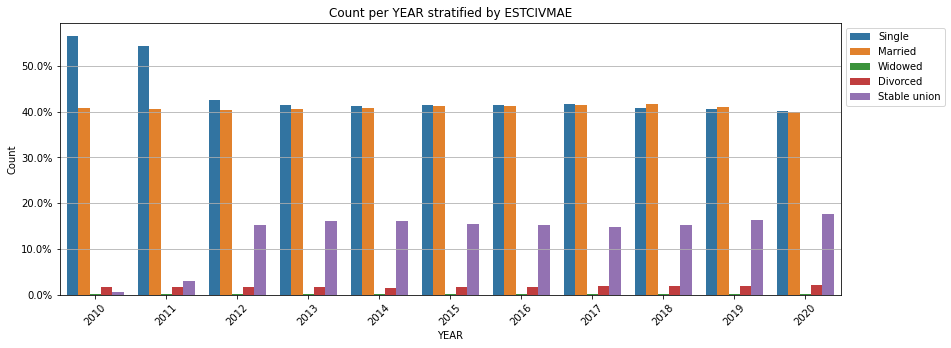 Count per YEAR stratified by ESTCIVMAE
Single
Married
Widowed
Divorced
Stable union
50.0%
40.0%
30.0%
20.0%
10.0%
0.0%
Count
2010 2011 2012 2013 2014 2015 2016 2017 2018 2019 2020
YEAR